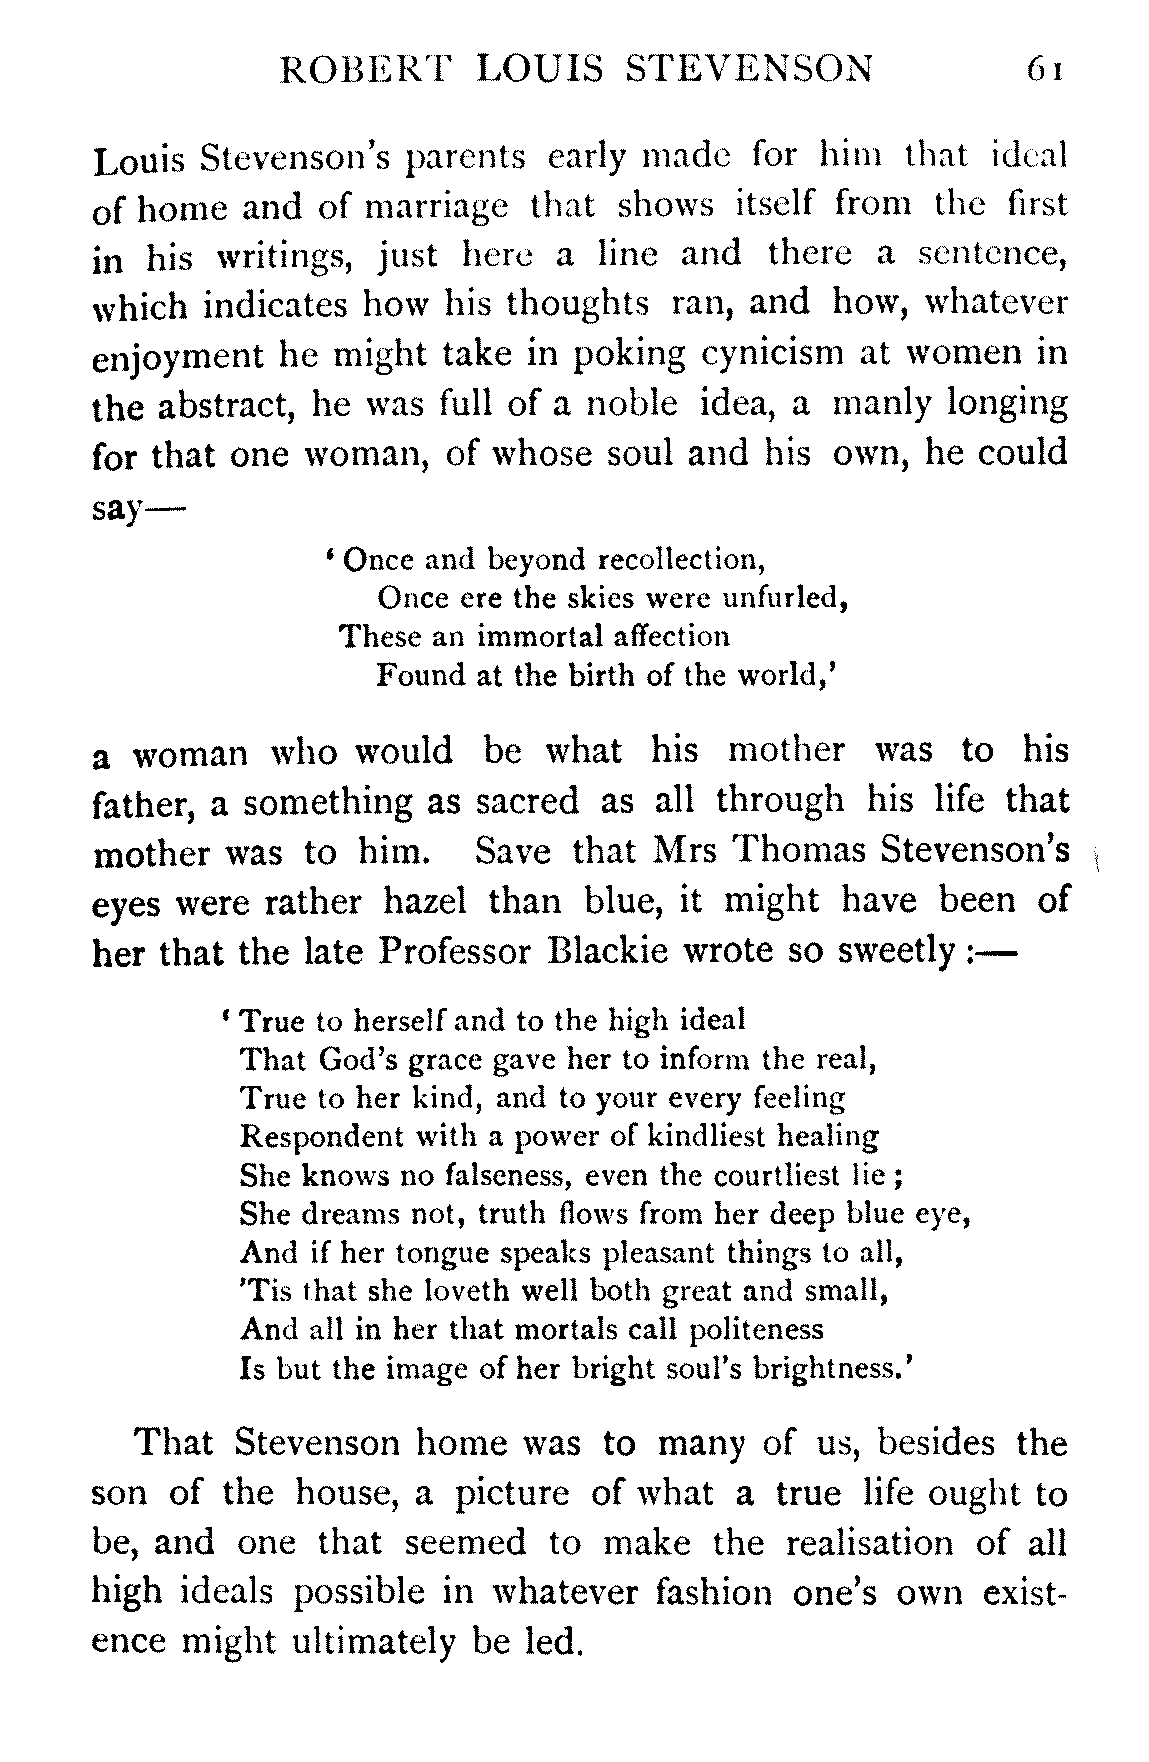 ROBERT LOUIS STEVENSON 61
Louis Stevenson's parents early made for him that ideal
of home and of marriage that shows itself from the first
in his writings, just here a line and there a sentence,
which indicates how his thoughts ran, and how, whatever
enjoyment he might take in poking cynicism at women in
the abstract, he was full of a noble idea, a manly longing
for that one woman, of whose soul and his own, he could
say—
‘Once and beyond recollection,
Once ere the skies were unfurled,
These an immortal affection
Found at the birth of the world,’
a woman who would be what his mother was to his
father, a something as sacred as all through his life that
mother was to him. Save that Mrs Thomas Stevenson's
eyes were rather hazel than blue, it might have been of
her that the late Professor Blackie wrote so sweetly :—
‘True to herself and to the high ideal
That God's grace gave her to inform the real,
True to her kind, and to your every feeling
Respondent with a power of kindliest healing
She knows no falseness, even the courtliest lie ;
She dreams not, truth flows from her deep blue eye,
And if her tongue speaks pleasant things to all,
'Tis that she loveth well both great and small,
And all in her that mortals call politeness
Is but the image of her bright soul's brightness.’
That Stevenson home was to many of us, besides the
son of the house, a picture of what a true life ought to
be, and one that seemed to make the realisation of all
high ideals possible in whatever fashion one's own exist-
ence might ultimately be led.